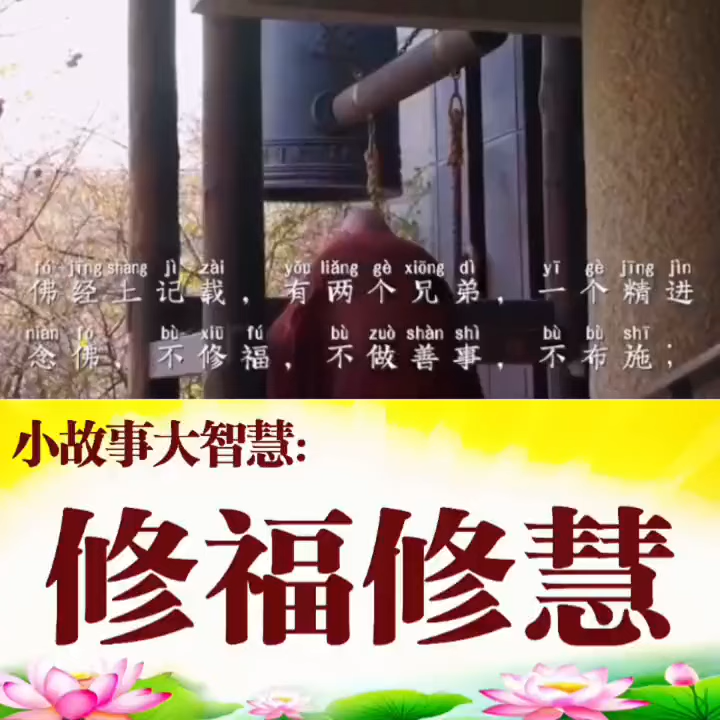 fó jīng shàng jì zài yǒu liǎng gè xiōng dì yī gè jīng jìn
佛经上记载，有两个兄弟，一个精进
niàn fó bù xiū fú bù zuò shàn shì bù bù shī
念佛，不修福，不做善事，不布施；
小故事大智慧:
修福修慧